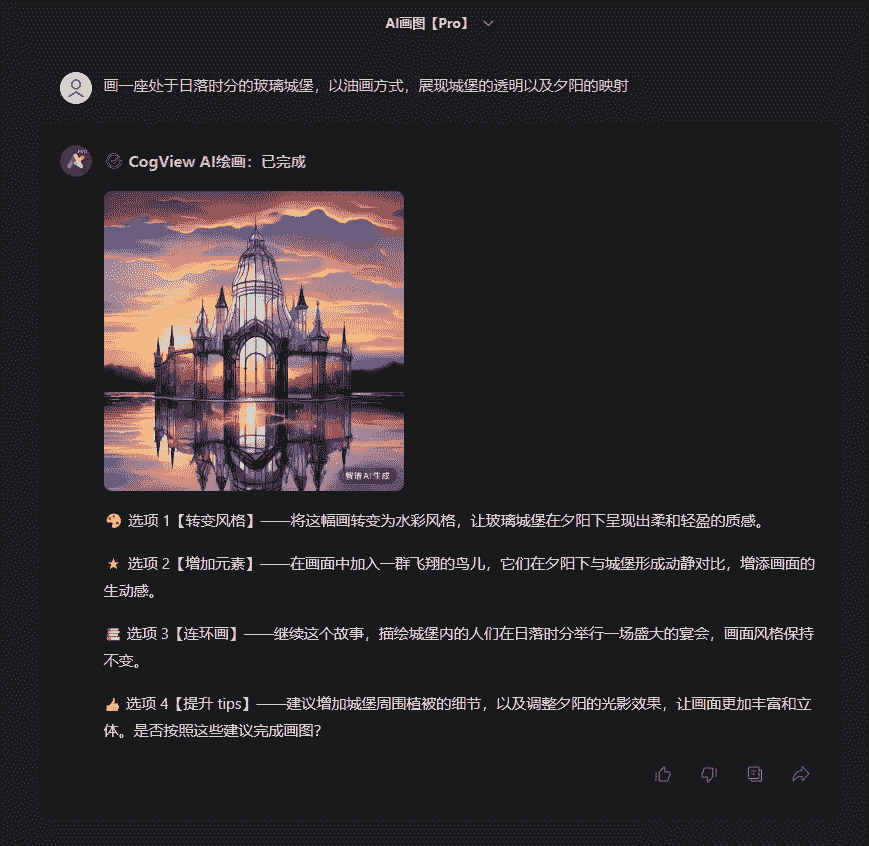 AI画图【Pro】
画一座处于日落时分的玻璃城堡，以油画方式，展现城堡的透明以及夕阳的映射
CogView AI绘画：已完成
智谱AI生成
选项 1【转变风格】——将这幅画转变为水彩风格，让玻璃城堡在夕阳下呈现出柔和轻盈的质感。
选项 2【增加元素】——在画面中加入一群飞翔的鸟儿，它们在夕阳下与城堡形成动静对比，增添画面的
生动感。
选项 3【连环画】——继续这个故事，描绘城堡内的人们在日落时分举行一场盛大的宴会，画面风格保持
不变。
选项 4【提升 tips】——建议增加城堡周围植被的细节，以及调整夕阳的光影效果，让画面更加丰富和立
体。是否按照这些建议完成画图？